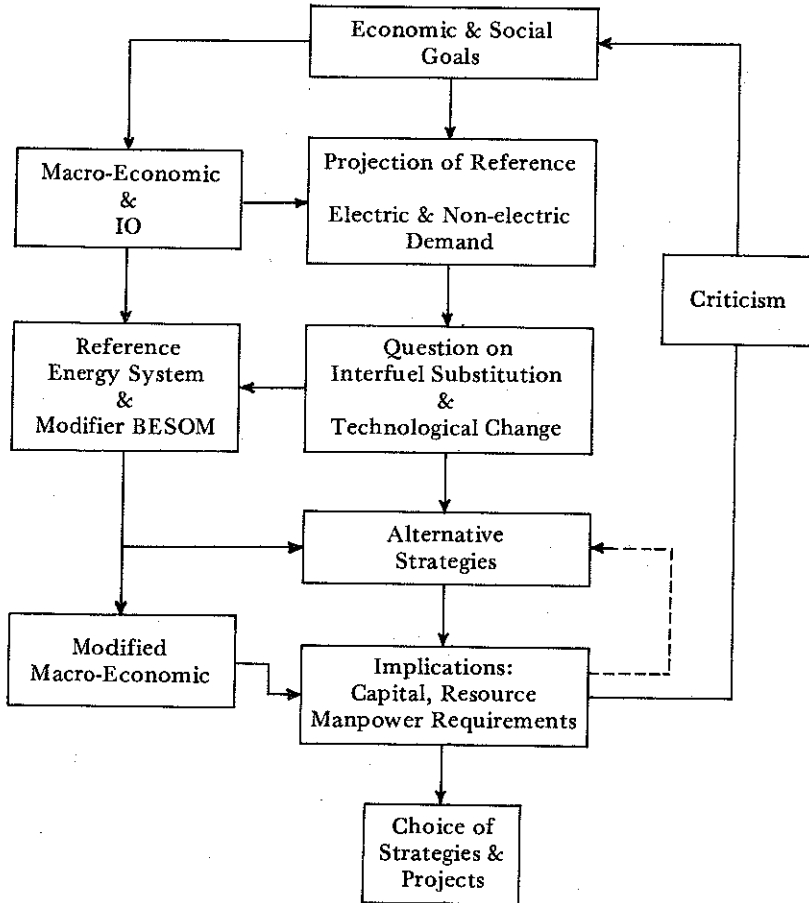 Economic & Social
Goals
Macro-Economic
&
IO
Projection of Reference
Electric & Non-electric
Demand
Criticism
Reference
Energy System
&
Modifier BESOM
Question on
Interfuel Substitution
&
Technological Change
Alternative
Strategies
Modified
Macro-Economic
Implications:
Capital, Resource
Manpower Requirements
Choice of
Strategies &
Projects